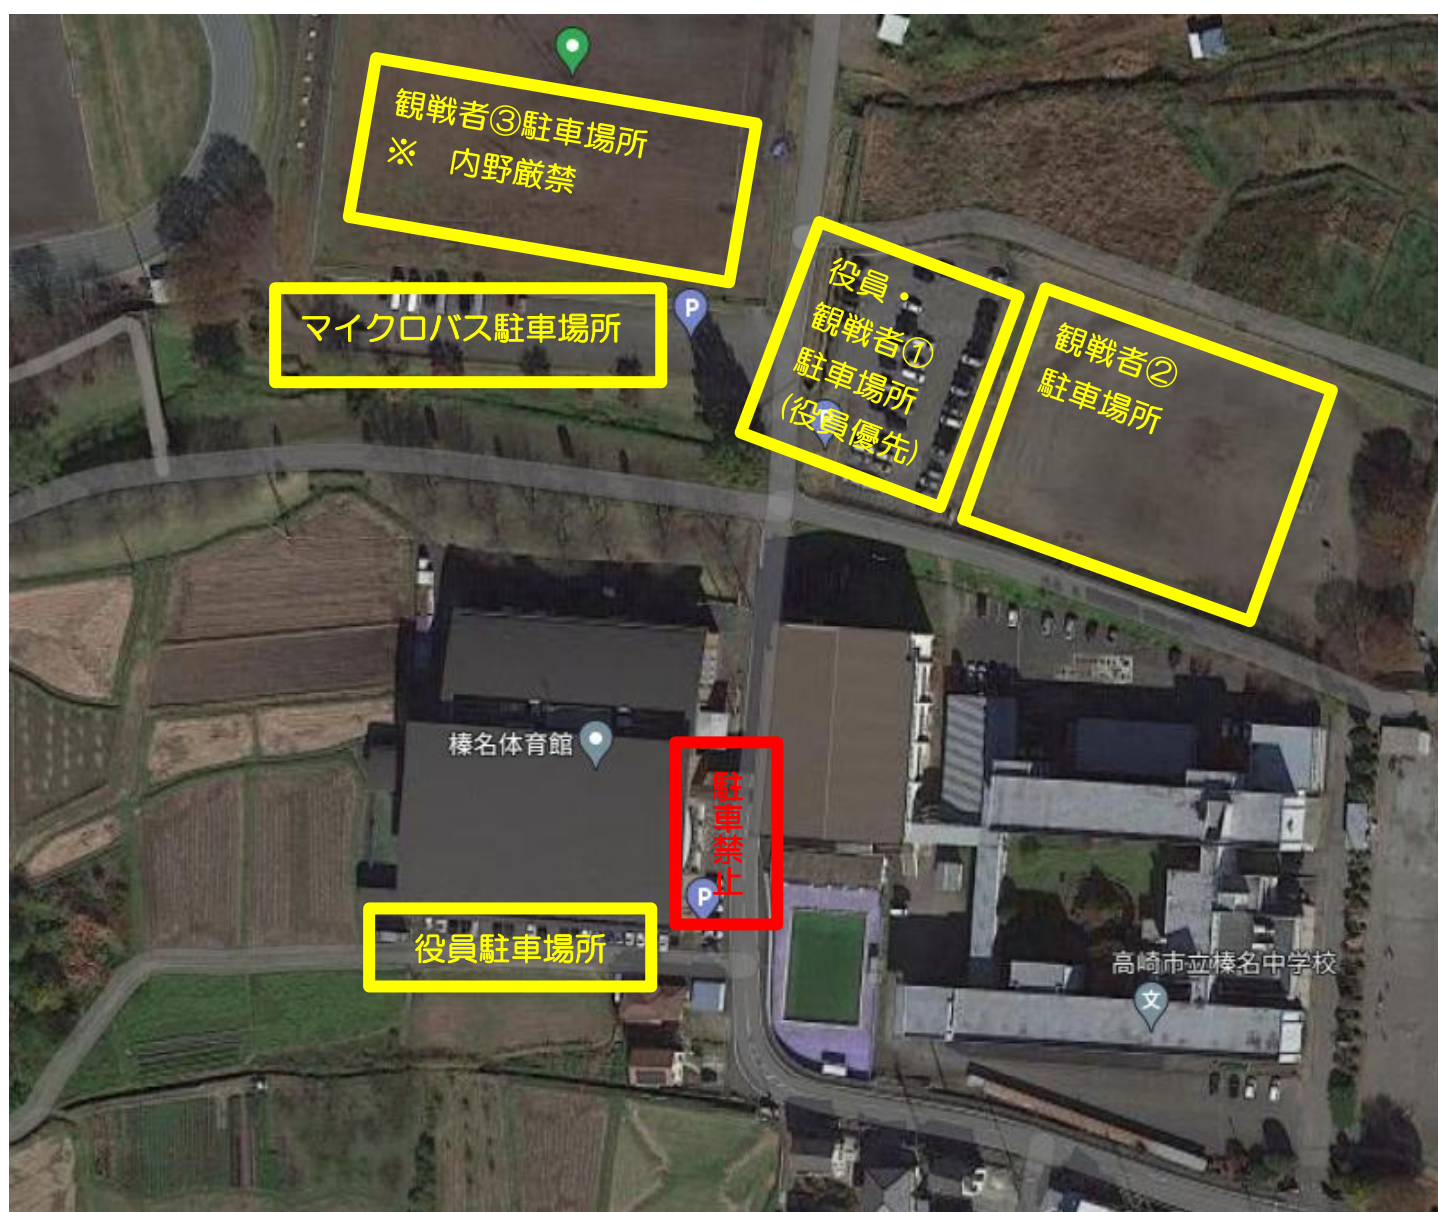 観戦者③駐車場所
※　内野厳禁
マイクロバス駐車場所
P
役員・
観戦者①
駐車場所
(役員優先)
観戦者②
駐車場所
榛名体育館
駐車禁止
P
役員駐車場所
高崎市立榛名中学校
文